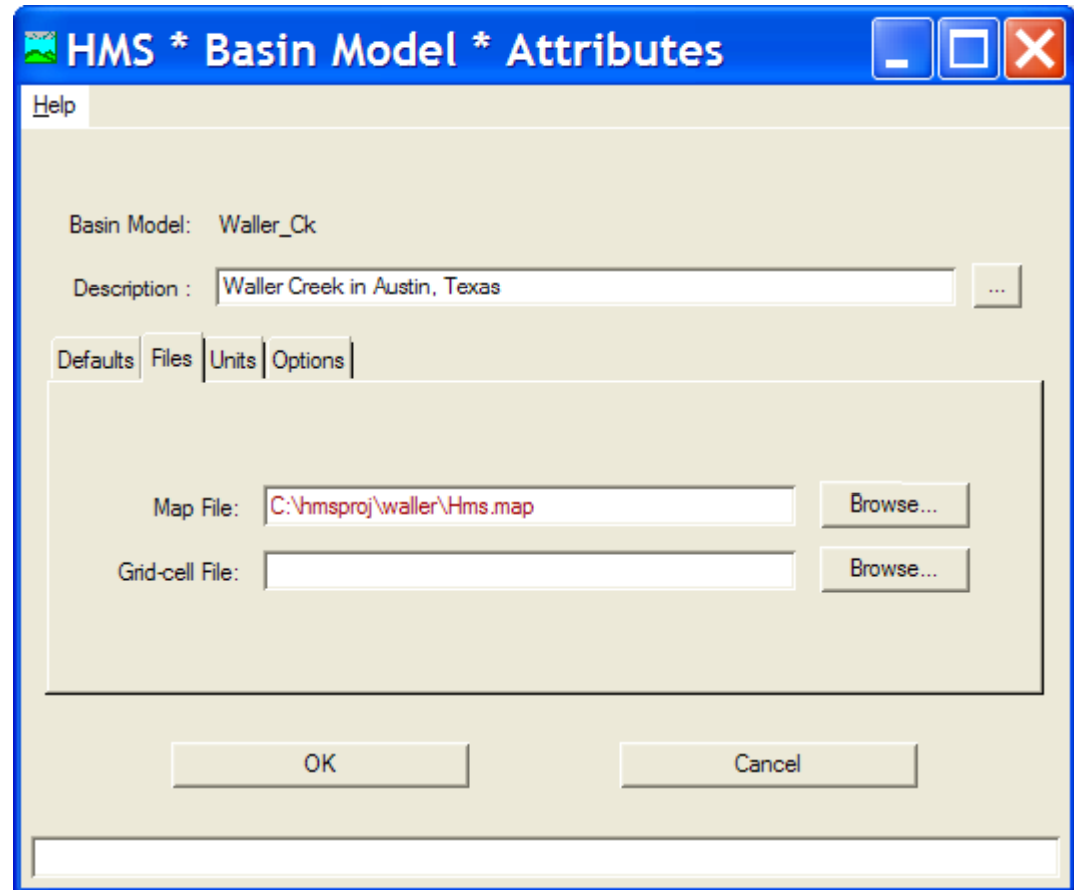 HMS * Basin Model * Attributes
Help
Basin Model: Waller_Ck
Description : Waller Creek in Austin, Texas ...
Defaults Files Units Options
Map File: C:\hmsproj\waller\Hms.map Browse...
Grid-cell File: Browse...
OK Cancel